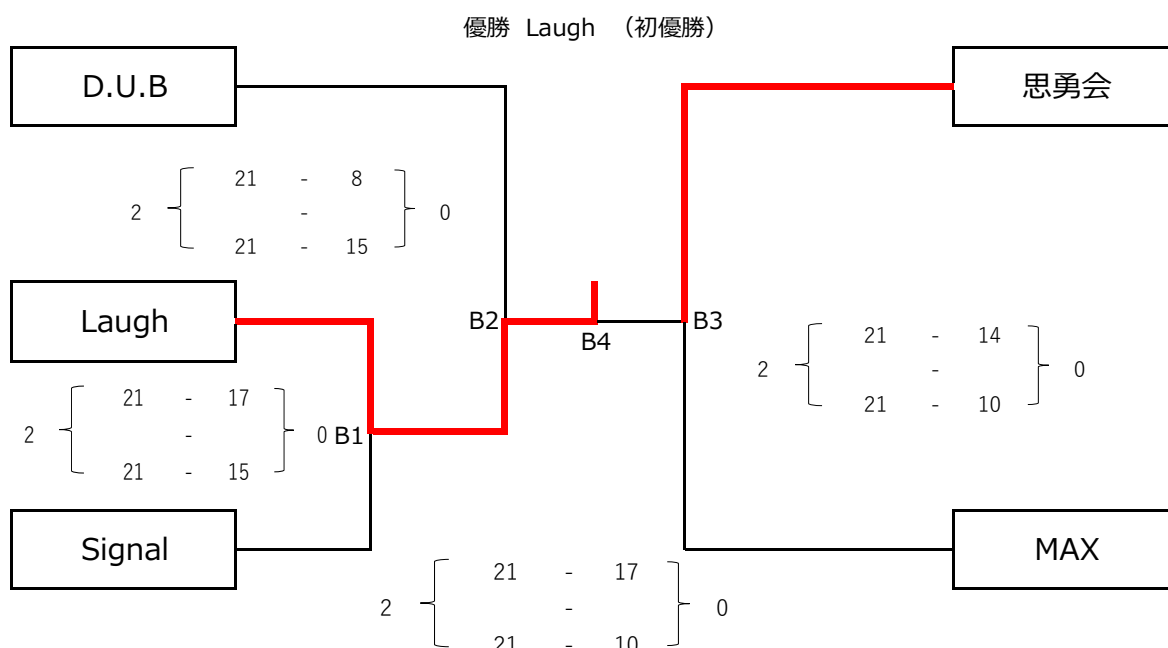 優勝 Laugh （初優勝）
D.U.B
思勇会
21 - 8
2 - 0
21 - 15
Laugh
B2
B3
B4
21 - 14
2 - 0
21 - 10
21 - 17
2 - 0 B1
21 - 15
Signal
MAX
21 - 17
2 - 0
21 - 10